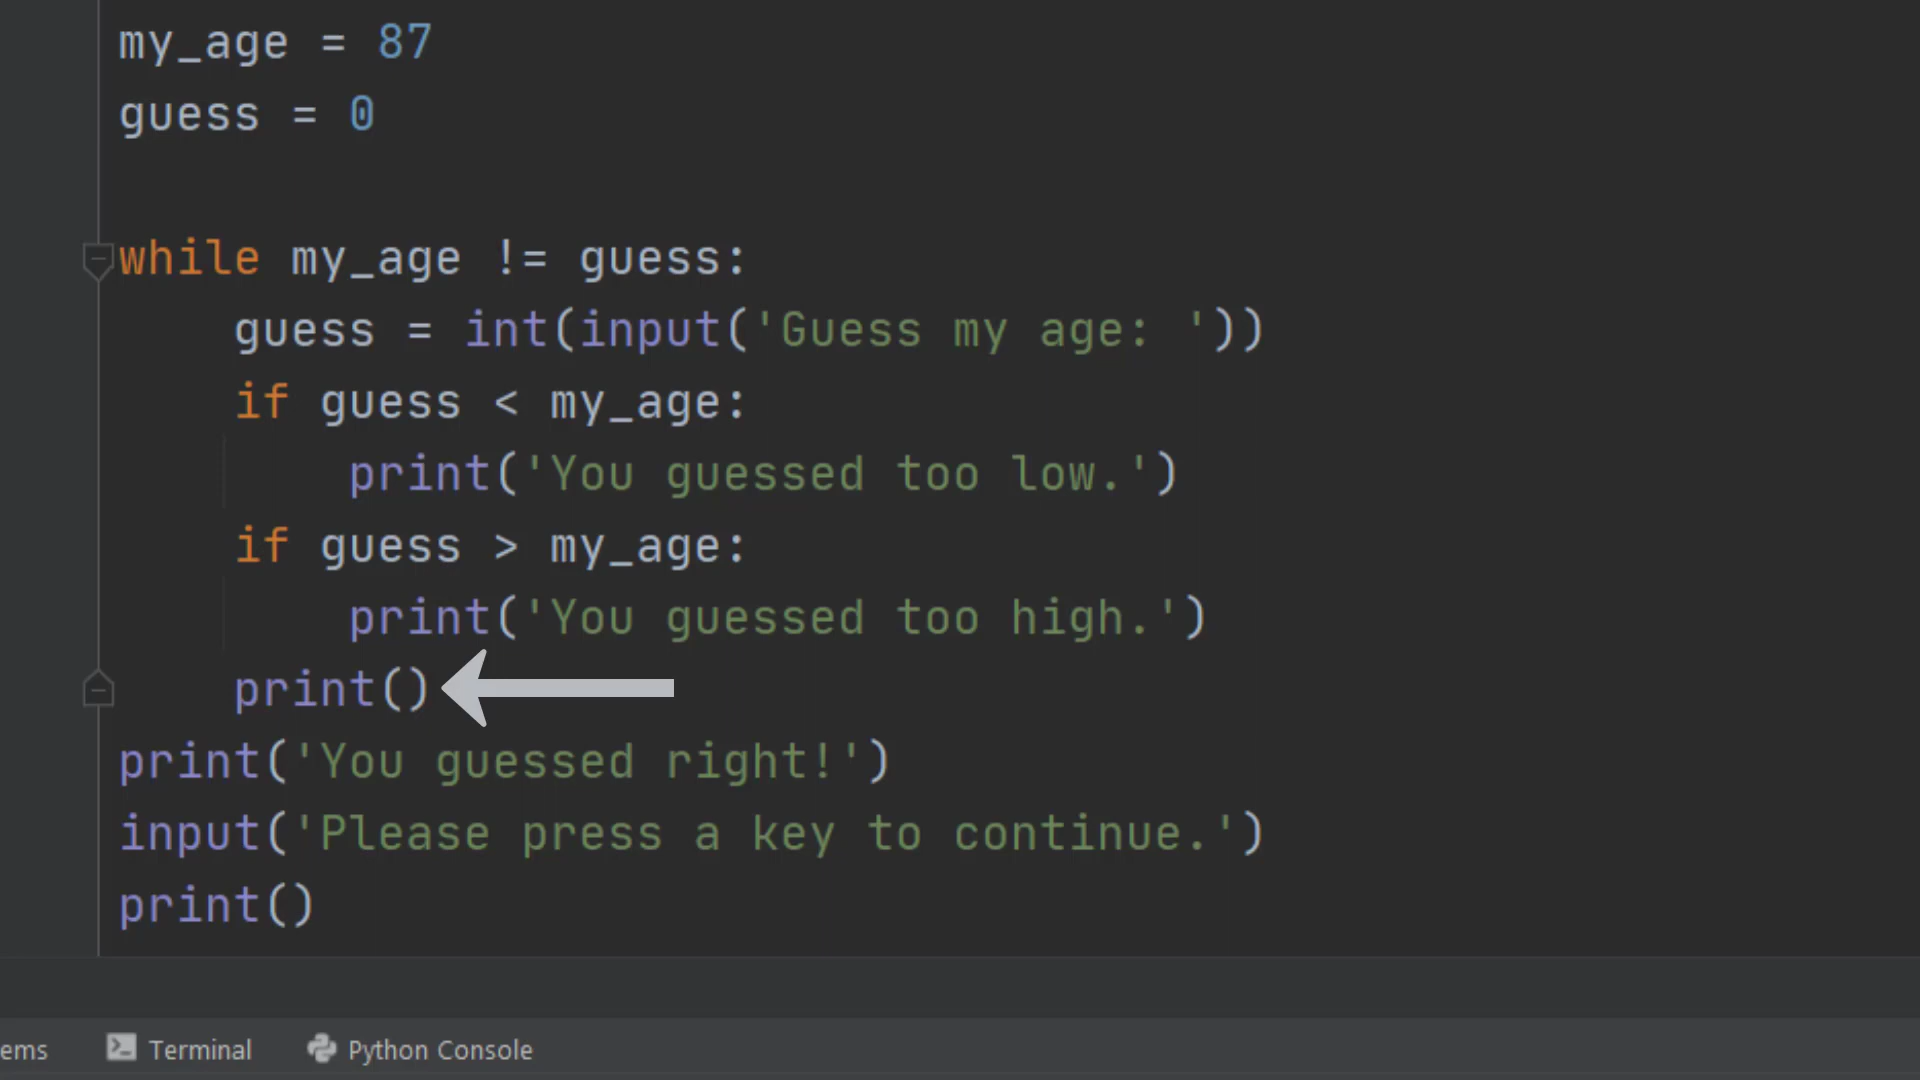 my_age = 87
guess = 0
while my_age != guess:
    guess = int(input('Guess my age: '))
    if guess < my_age:
        print('You guessed too low.')
    if guess > my_age:
        print('You guessed too high.')
    print()
print('You guessed right!')
input('Please press a key to continue.')
print()
ems Terminal Python Console